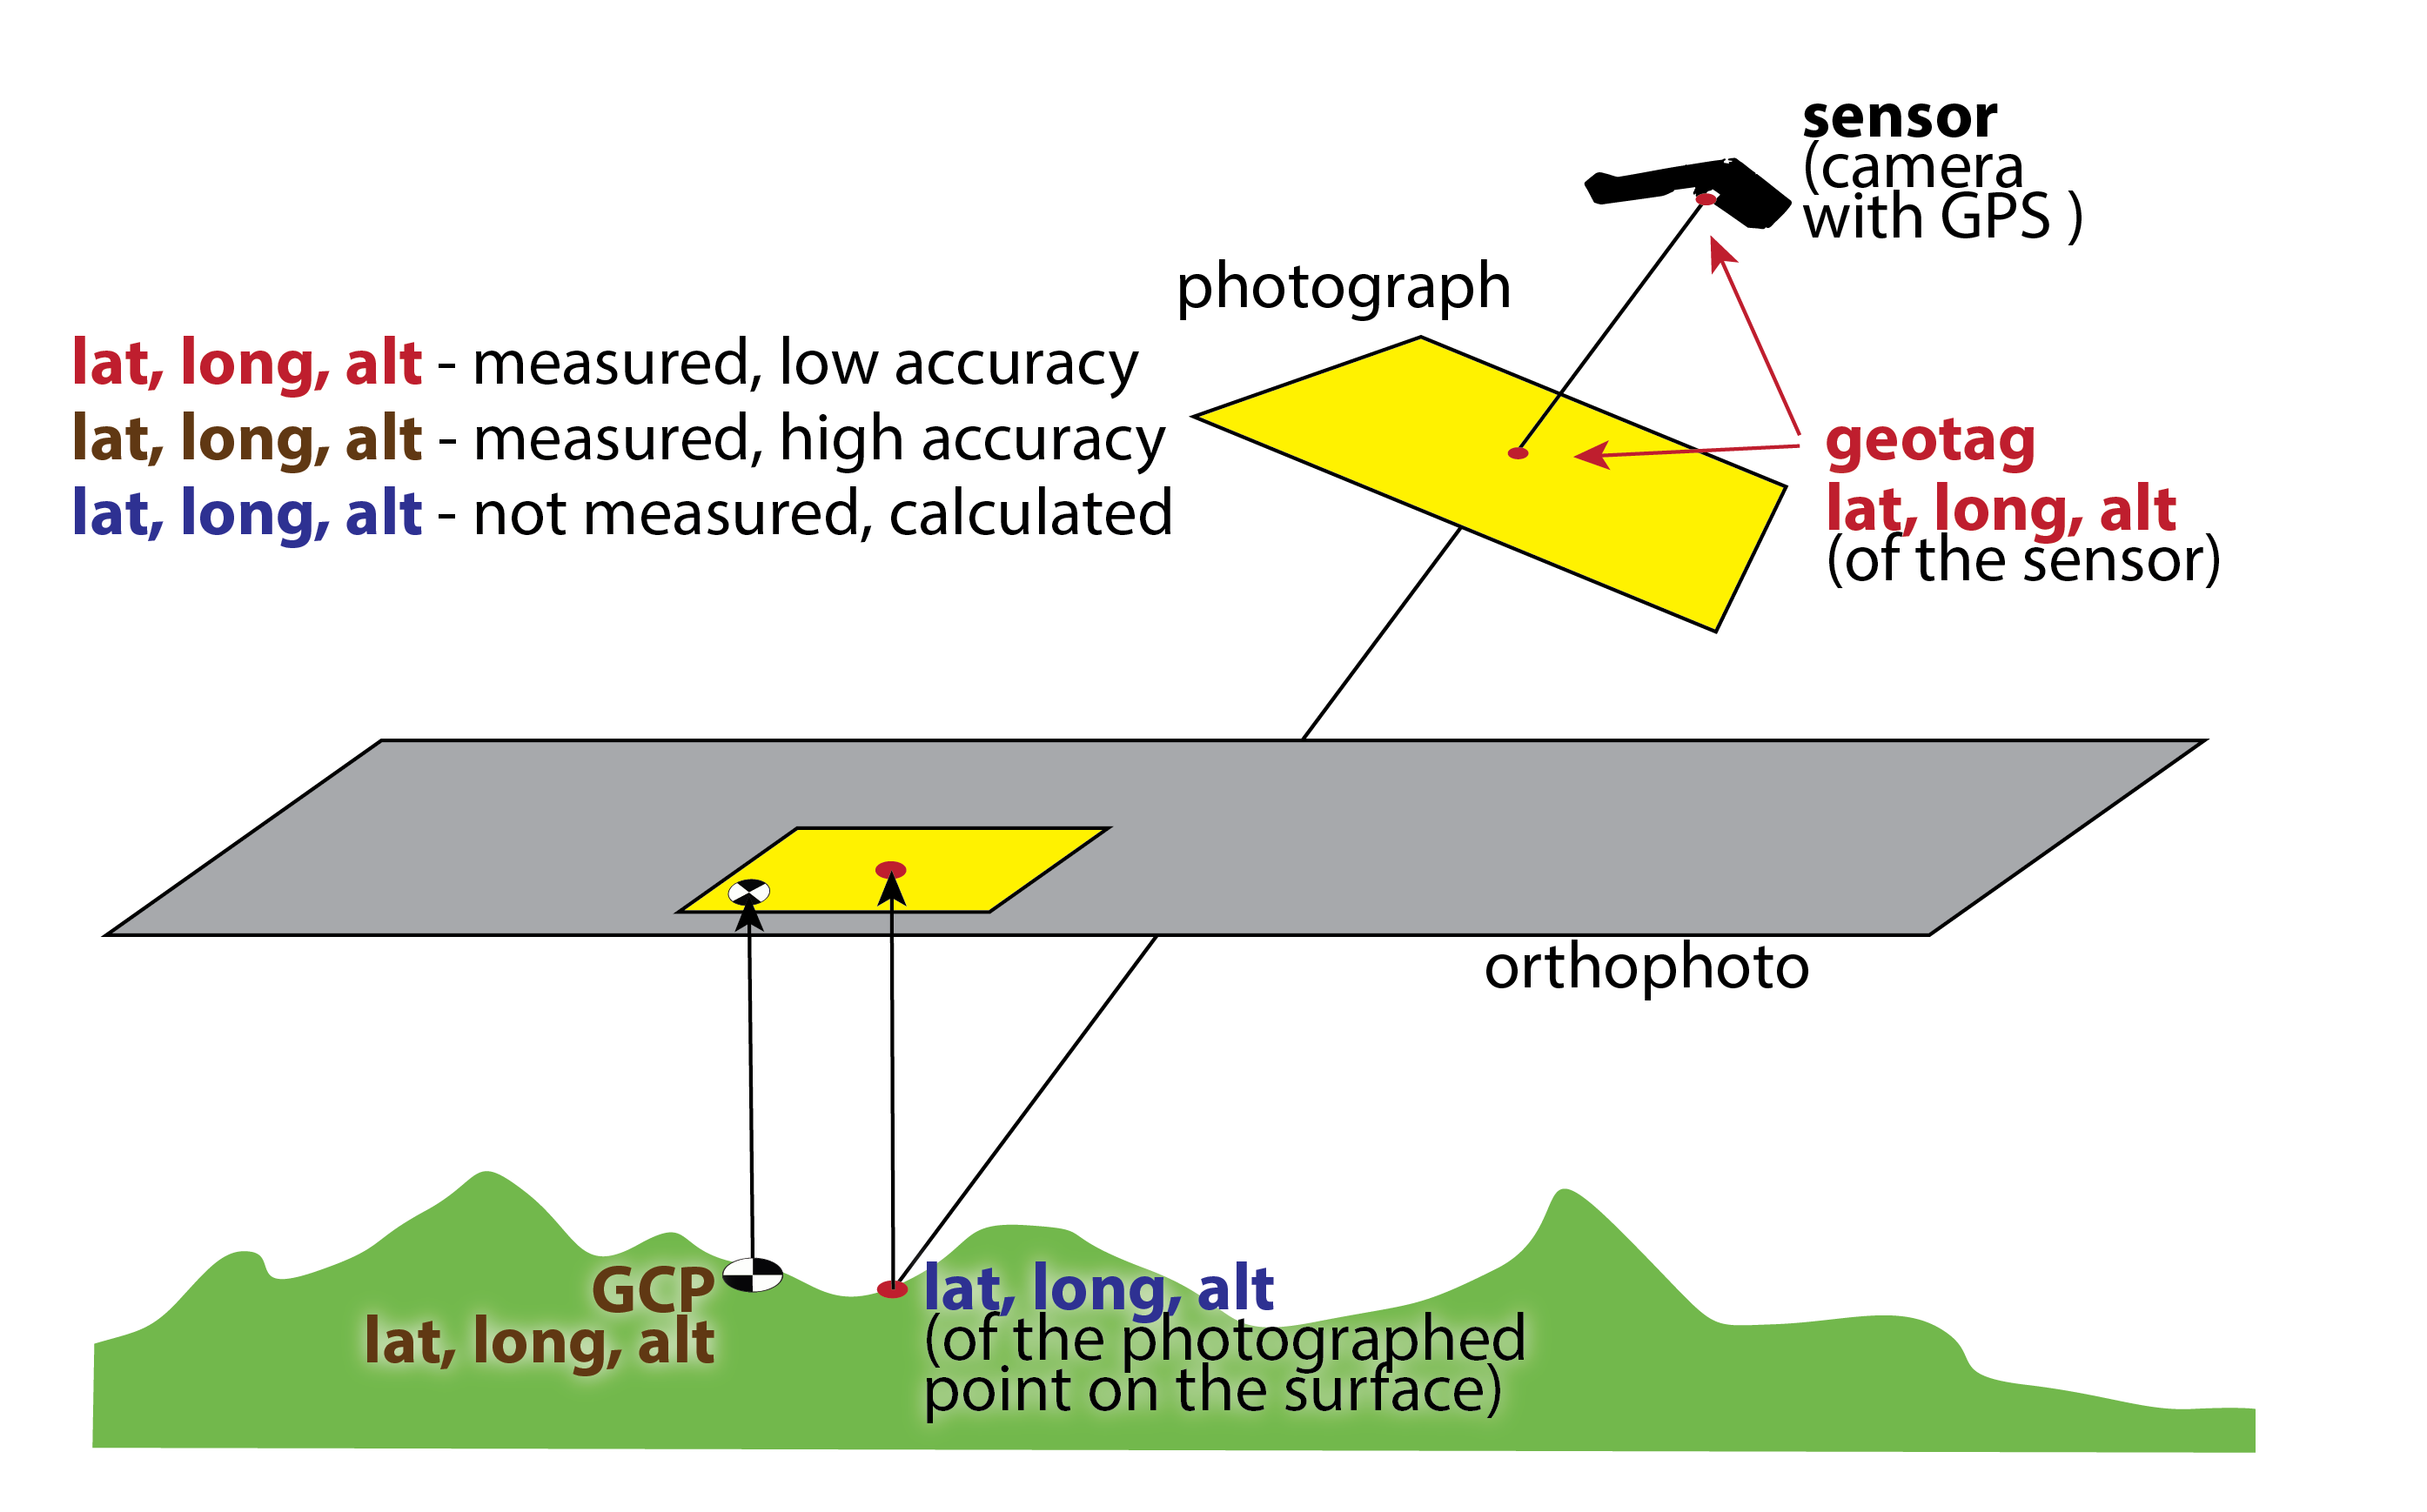 sensor
(camera
with GPS )
photograph
lat, long, alt - measured, low accuracy
lat, long, alt - measured, high accuracy
lat, long, alt - not measured, calculated
geotag
lat, long, alt
(of the sensor)
orthophoto
GCP
lat, long, alt
lat, long, alt
(of the photographed
point on the surface)